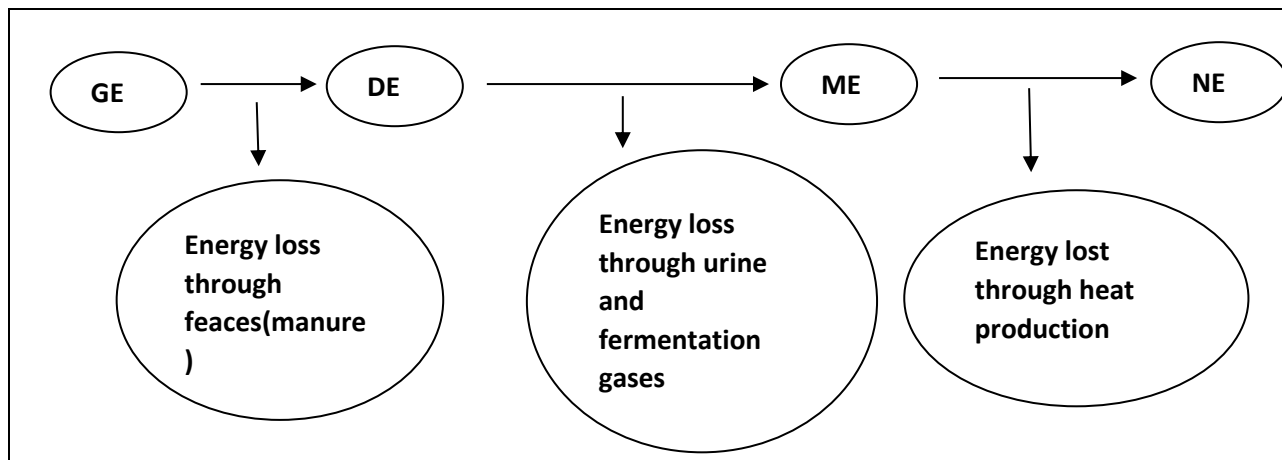 GE
DE
ME
NE
Energy loss
through
feaces(manure
)
Energy loss
through urine
and
fermentation
gases
Energy lost
through heat
production